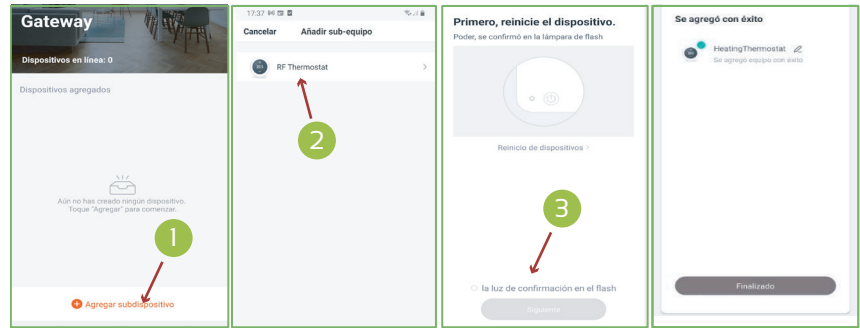 Gateway
Dispositivos en línea: 0
Dispositivos agregados
Aún no has creado ningún dispositivo.
Toque "Agregar" para comenzar.
1
Agregar subdispositivo
17:37
Cancelar Añadir sub-equipo
RF Thermostat
2
Primero, reinicie el dispositivo.
Poder, se confirmó en la lámpara de flash
Reinicio de dispositivos
3
la luz de confirmación en el flash
Siguiente
Se agregó con éxito
HeatingThermostat
Se agregó equipo con éxito
Finalizado